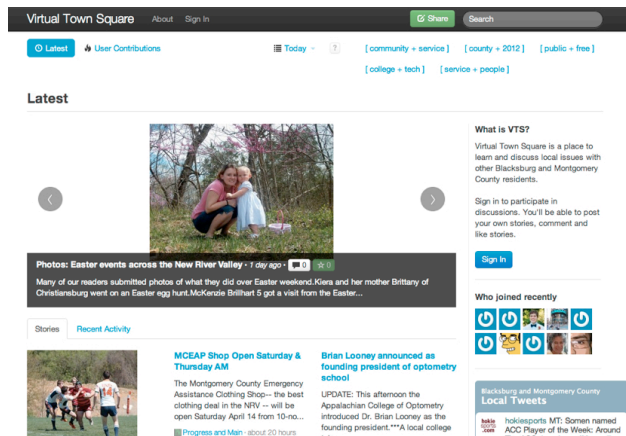 Virtual Town Square About Sign In Share Search
Latest User Contributions Today ? [ community + service ] [ county + 2012 ] [ public + free ]
[ college + tech ] [ service + people ]
Latest
What is VTS?
Virtual Town Square is a place to
learn and discuss local issues with
other Blacksburg and Montgomery
County residents.
Sign in to participate in
discussions. You'll be able to post
your own stories, comment and
like stories.
Sign In
Photos: Easter events across the New River Valley • 1 day ago • 0 0
Many of our readers submitted photos of what they did over Easter weekend.Kiera and her mother Brittany of
Christiansburg went on an Easter egg hunt.McKenzie Brillhart 5 got a visit from the Easter...
Who joined recently
Stories Recent Activity
MCEAP Shop Open Saturday &
Thursday AM
The Montgomery County Emergency
Assistance Clothing Shop-- the best
clothing deal in the NRV -- will be
open Saturday April 14 from 10-no...
Progress and Main - about 20 hours
Brian Looney announced as
founding president of optometry
school
UPDATE: This afternoon the
Appalachian College of Optometry
introduced Dr. Brian Looney as the
founding president.***A local college
Blacksburg and Montgomery County
Local Tweets
hokie
sports
.com
hokiesports MT: Somen named
ACC Player of the Week: Around